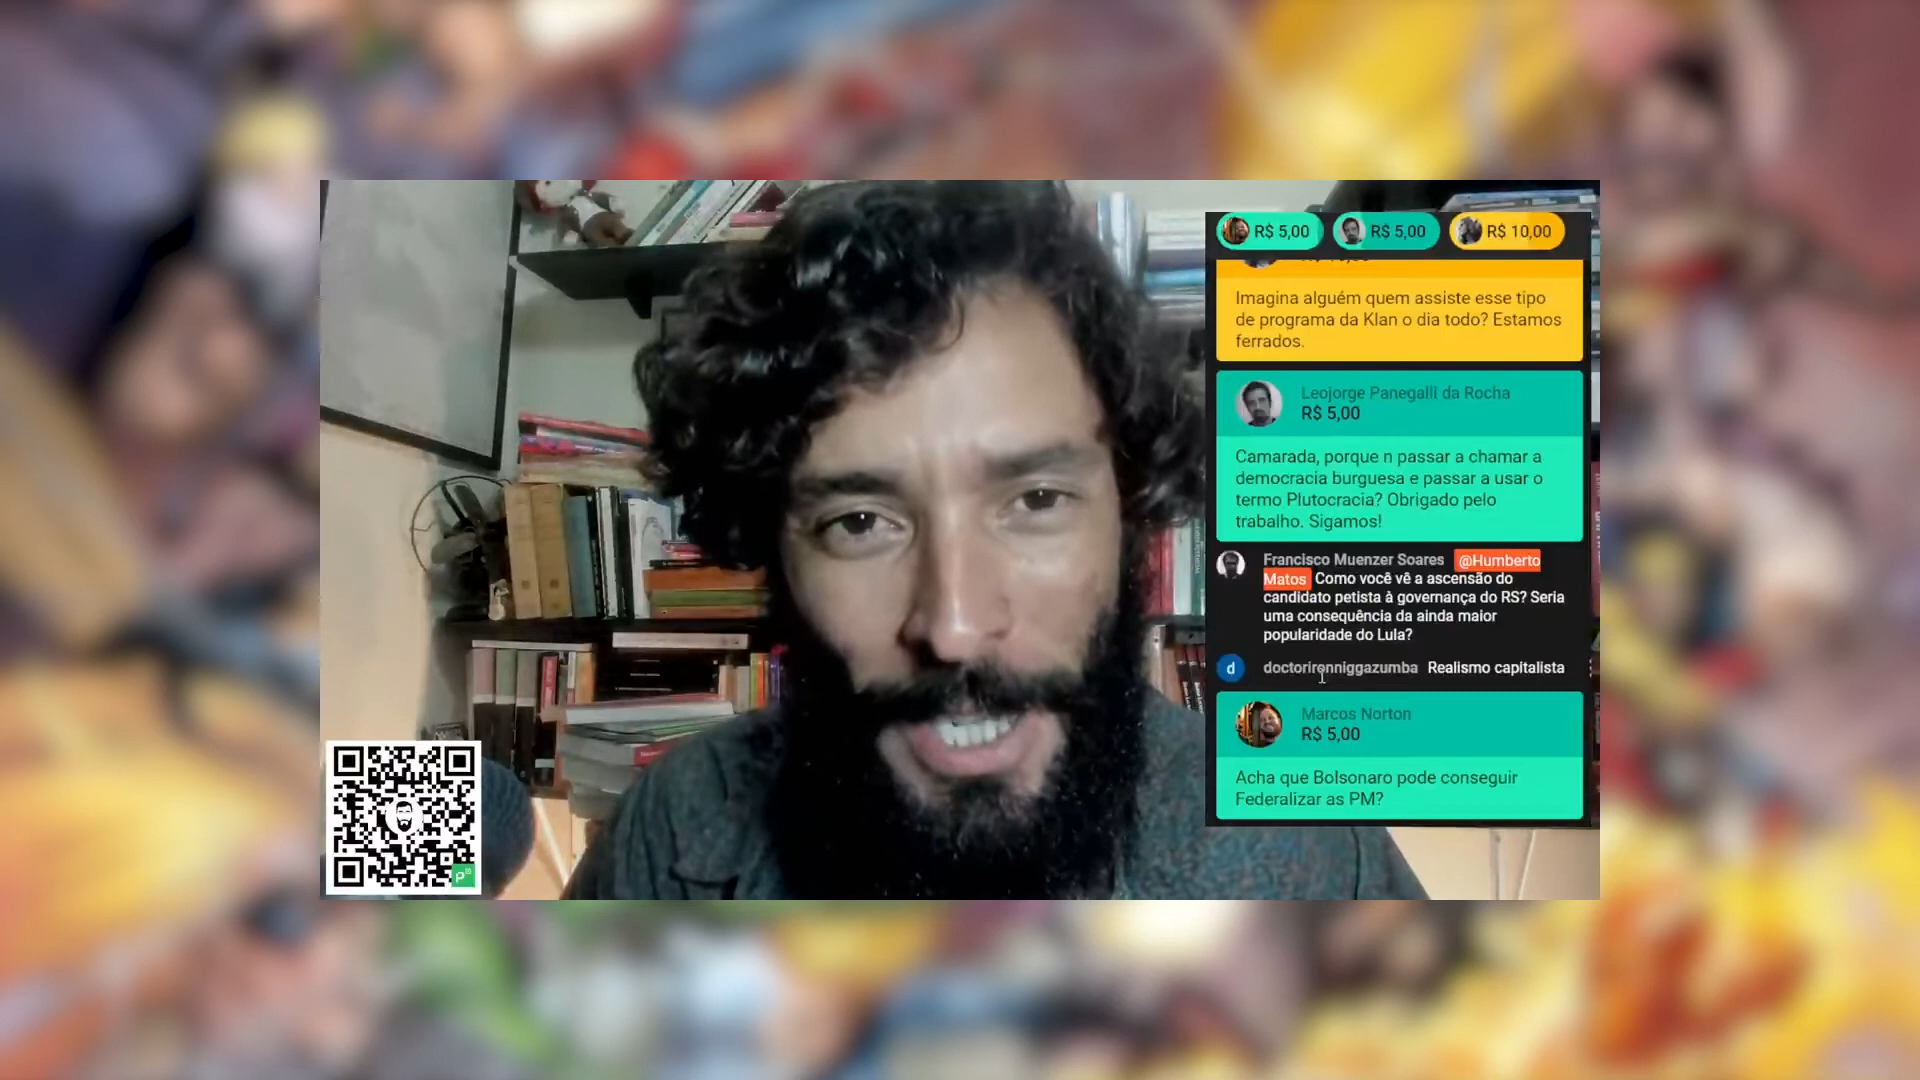 R$ 5,00
R$ 5,00
R$ 10,00
Imagina alguém quem assiste esse tipo
de programa da Klan o dia todo? Estamos
ferrados.
Leojorge Panegalli da Rocha
R$ 5,00
Camarada, porque n passar a chamar a
democracia burguesa e passar a usar o
termo Plutocracia? Obrigado pelo
trabalho. Sigamos!
Francisco Muenzer Soares @Humberto
Matos Como você vê a ascensão do
candidato petista à governança do RS? Seria
uma consequência da ainda maior
popularidade do Lula?
d doctorironniggazumba Realismo capitalista
Marcos Norton
R$ 5,00
Acha que Bolsonaro pode conseguir
Federalizar as PM?